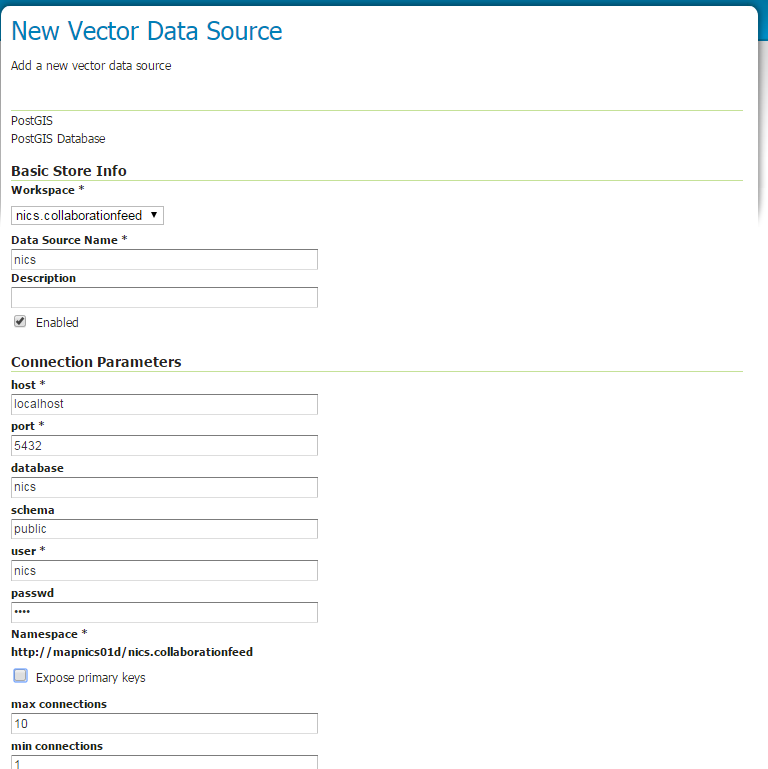 New Vector Data Source
Add a new vector data source
PostGIS
PostGIS Database
Basic Store Info
Workspace *
nics.collaborationfeed ▼
Data Source Name *
nics
Description
Enabled
Connection Parameters
host *
localhost
port *
5432
database
nics
schema
public
user *
nics
passwd
••••
Namespace *
http://mapnics01d/nics.collaborationfeed
Expose primary keys
max connections
10
min connections
1